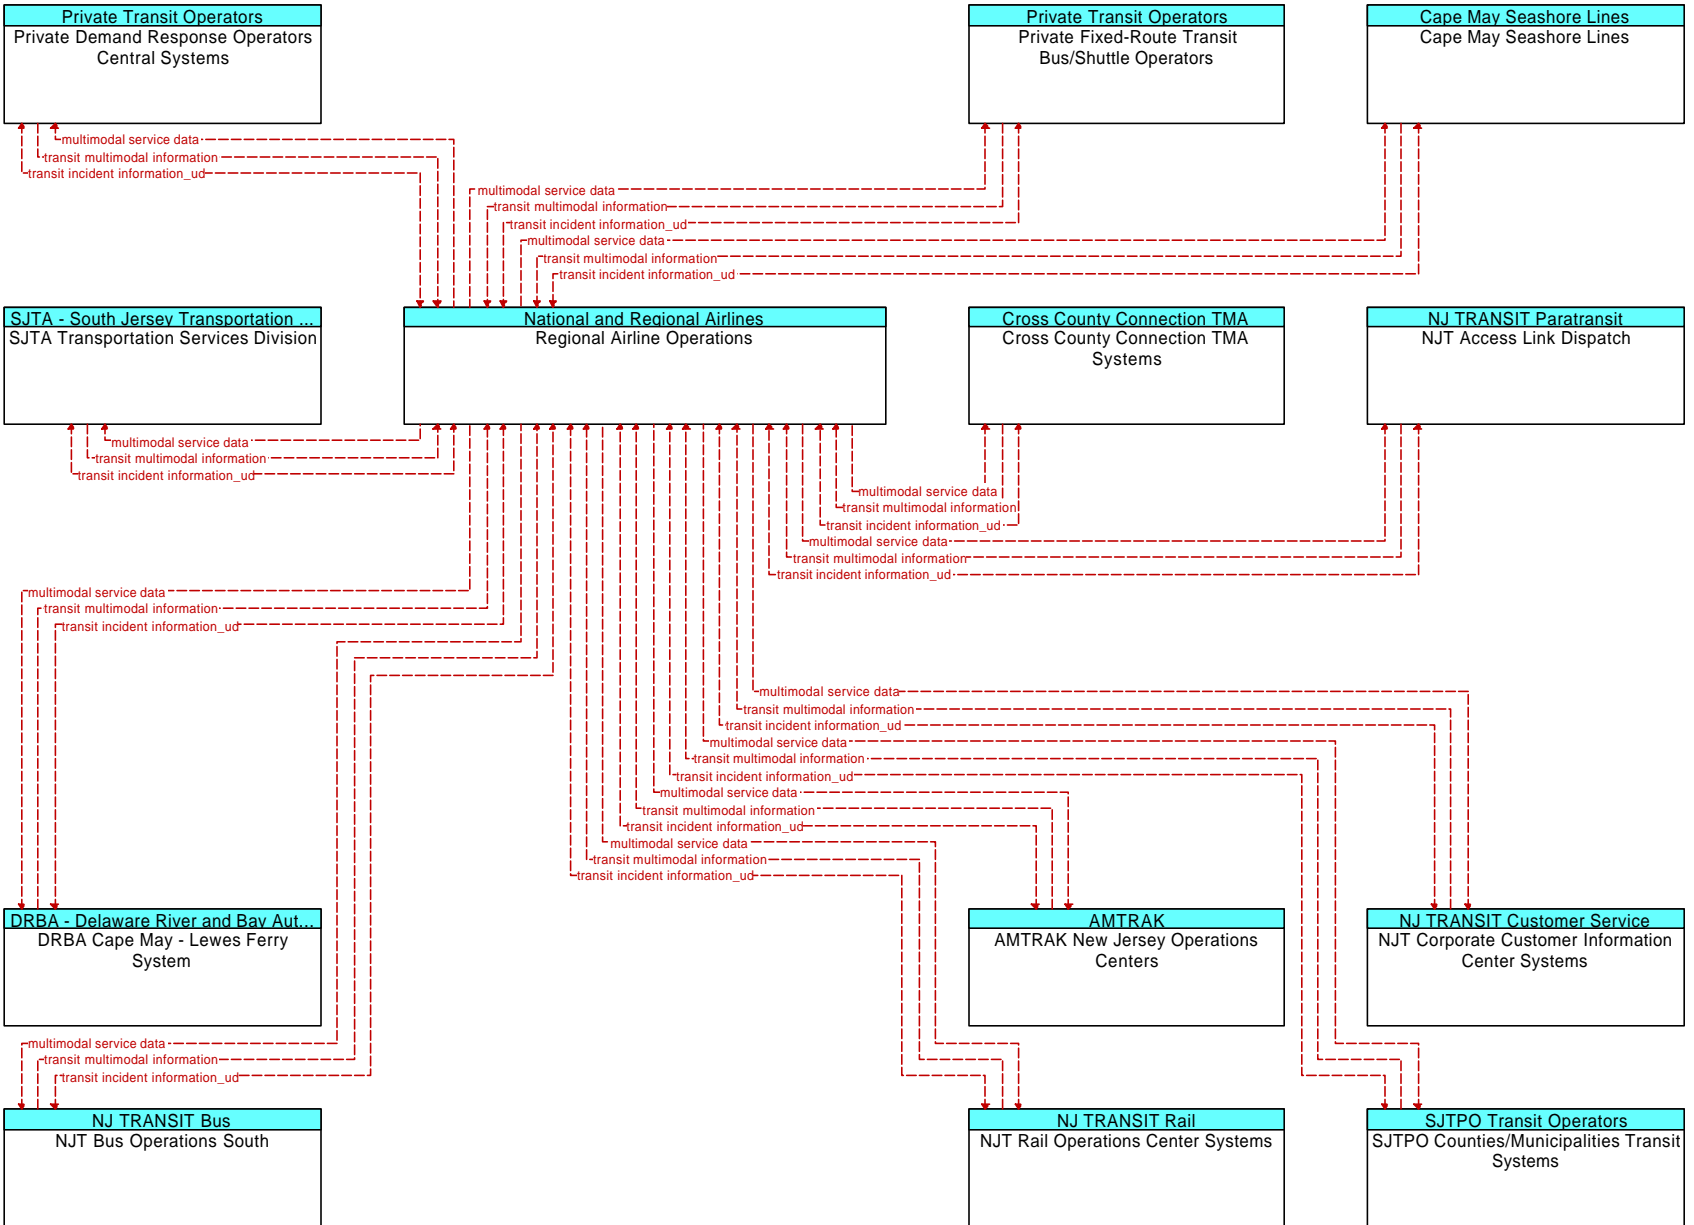 Private Transit Operators
Private Demand Response Operators
Central Systems
Private Transit Operators
Private Fixed-Route Transit
Bus/Shuttle Operators
Cape May Seashore Lines
Cape May Seashore Lines
multimodal service data
transit multimodal information
transit incident information_ud
multimodal service data
transit multimodal information
transit incident information_ud
multimodal service data
transit multimodal information
transit incident information_ud
SJTA - South Jersey Transportation ...
SJTA Transportation Services Division
National and Regional Airlines
Regional Airline Operations
Cross County Connection TMA
Cross County Connection TMA
Systems
NJ TRANSIT Paratransit
NJT Access Link Dispatch
multimodal service data
transit multimodal information
transit incident information_ud
multimodal service data
transit multimodal information
transit incident information_ud
multimodal service data
transit multimodal information
transit incident information_ud
multimodal service data
transit multimodal information
transit incident information_ud
multimodal service data
transit multimodal information
transit incident information_ud
multimodal service data
transit multimodal information
transit incident information_ud
multimodal service data
transit multimodal information
transit incident information_ud
multimodal service data
transit multimodal information
transit incident information_ud
DRBA - Delaware River and Bay Aut...
DRBA Cape May - Lewes Ferry
System
AMTRAK
AMTRAK New Jersey Operations
Centers
NJ TRANSIT Customer Service
NJT Corporate Customer Information
Center Systems
multimodal service data
transit multimodal information
transit incident information_ud
NJ TRANSIT Bus
NJT Bus Operations South
NJ TRANSIT Rail
NJT Rail Operations Center Systems
SJTPO Transit Operators
SJTPO Counties/Municipalities Transit
Systems